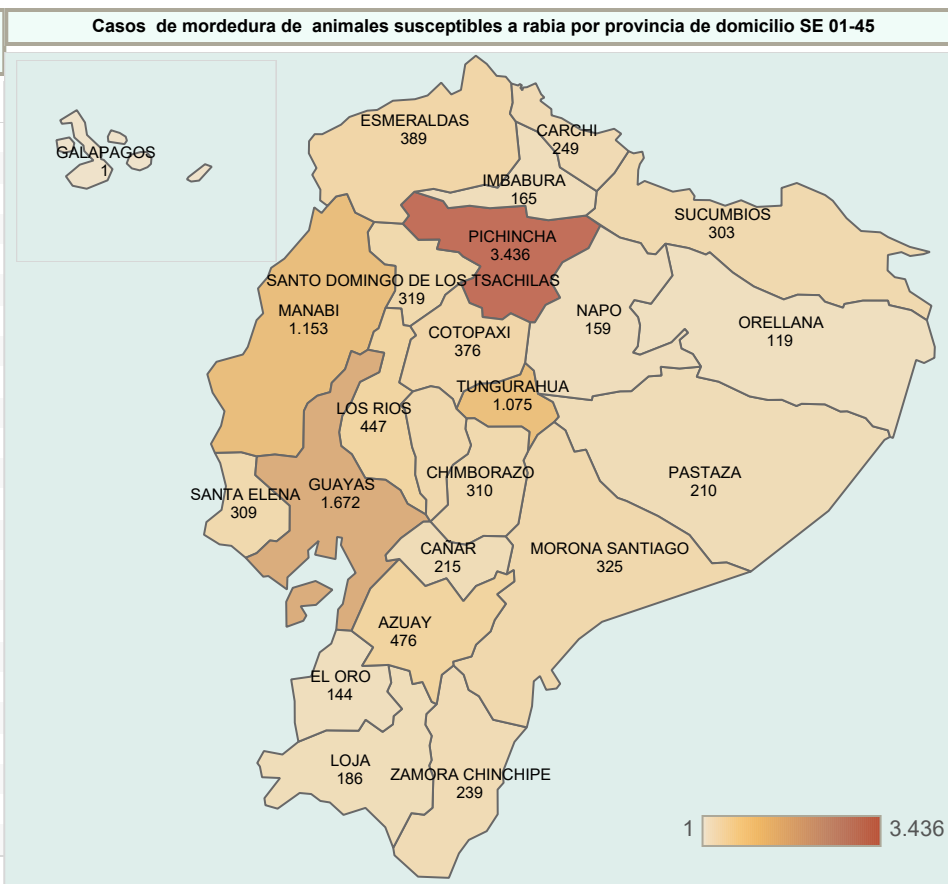 Casos de mordedura de animales susceptibles a rabia por provincia de domicilio SE 01-45
ESMERALDAS
389
CARCHI
249
GALAPAGOS
1
IMBABURA
165
SUCUMBIOS
303
PICHINCHA
3.436
SANTO DOMINGO DE LOS TSACHILAS
319
MANABI
1.153
NAPO
159
ORELLANA
119
COTOPAXI
376
TUNGURAHUA
1.075
LOS RIOS
447
CHIMBORAZO
310
PASTAZA
210
GUAYAS
1.672
SANTA ELENA
309
CAÑAR
215
MORONA SANTIAGO
325
AZUAY
476
EL ORO
144
LOJA
186
ZAMORA CHINCHIPE
239
1
3.436